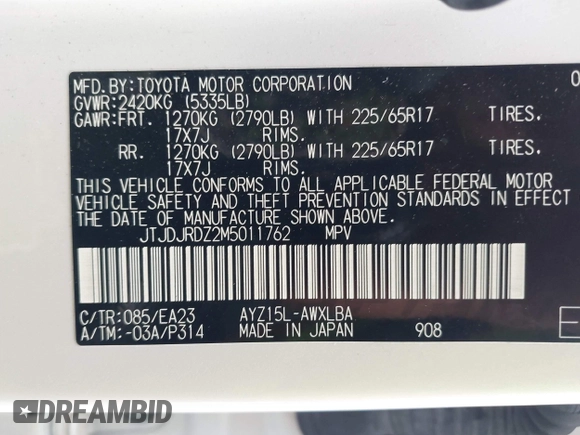 MFD.BY:TOYOTA MOTOR CORPORATION 0
GVWR:2420KG (5335LB)
GAWR:FRT. 1270KG (2790LB) WITH 225/65R17 TIRES.
17X7J RIMS.
RR. 1270KG (2790LB) WITH 225/65R17 TIRES.
17X7J RIMS.
THIS VEHICLE CONFORMS TO ALL APPLICABLE FEDERAL MOTOR
VEHICLE SAFETY AND THEFT PREVENTION STANDARDS IN EFFECT
THE DATE OF MANUFACTURE SHOWN ABOVE.
JTJDJRDZ2M5011762 MPV
C/TR:085/EA23 AYZ15L-AWXLBA
A/TM:-03A/P314 MADE IN JAPAN 908
DREAMBID